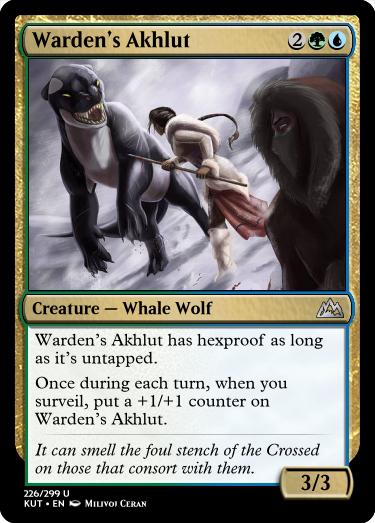 Warden's Akhlut 2
Creature — Whale Wolf
Warden's Akhlut has hexproof as long
as it's untapped.
Once during each turn, when you
surveil, put a +1/+1 counter on
Warden's Akhlut.
It can smell the foul stench of the Crossed
on those that consort with them.
3/3
226/299 U
KUT • EN Milivoj Ceran